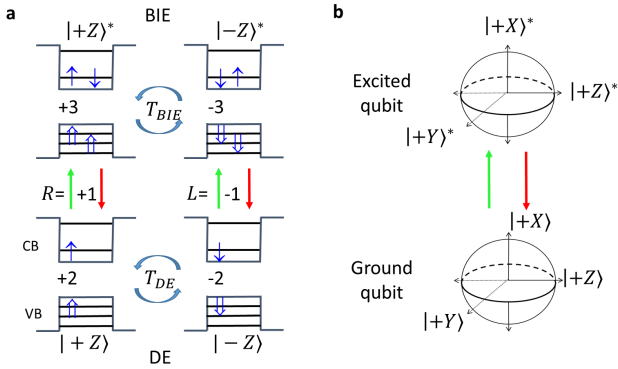 a
BIE
|+Z⟩*
|−Z⟩*
+3
T_BIE
-3
R= +1
L= -1
CB
+2
T_DE
-2
VB
|+Z⟩
|−Z⟩
DE
b
|+X⟩*
Excited
qubit
|+Z⟩*
|+Y⟩*
|+X⟩
Ground
qubit
|+Z⟩
|+Y⟩